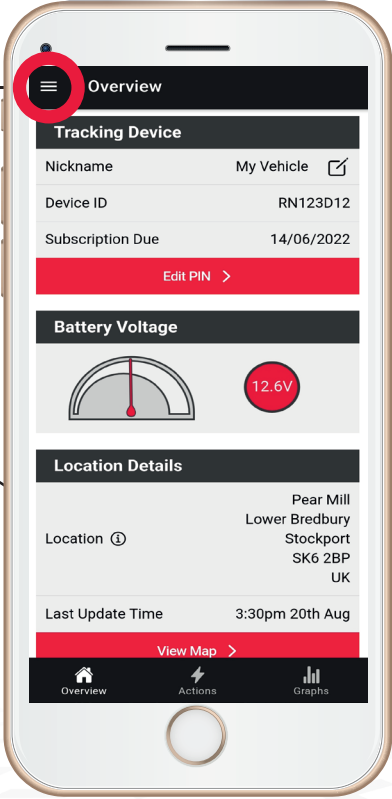 Overview
Tracking Device
Nickname My Vehicle
Device ID RN123D12
Subscription Due 14/06/2022
Edit PIN
Battery Voltage
12.6V
Location Details
Location
Pear Mill
Lower Bredbury
Stockport
SK6 2BP
UK
Last Update Time 3:30pm 20th Aug
View Map
Overview Actions Graphs